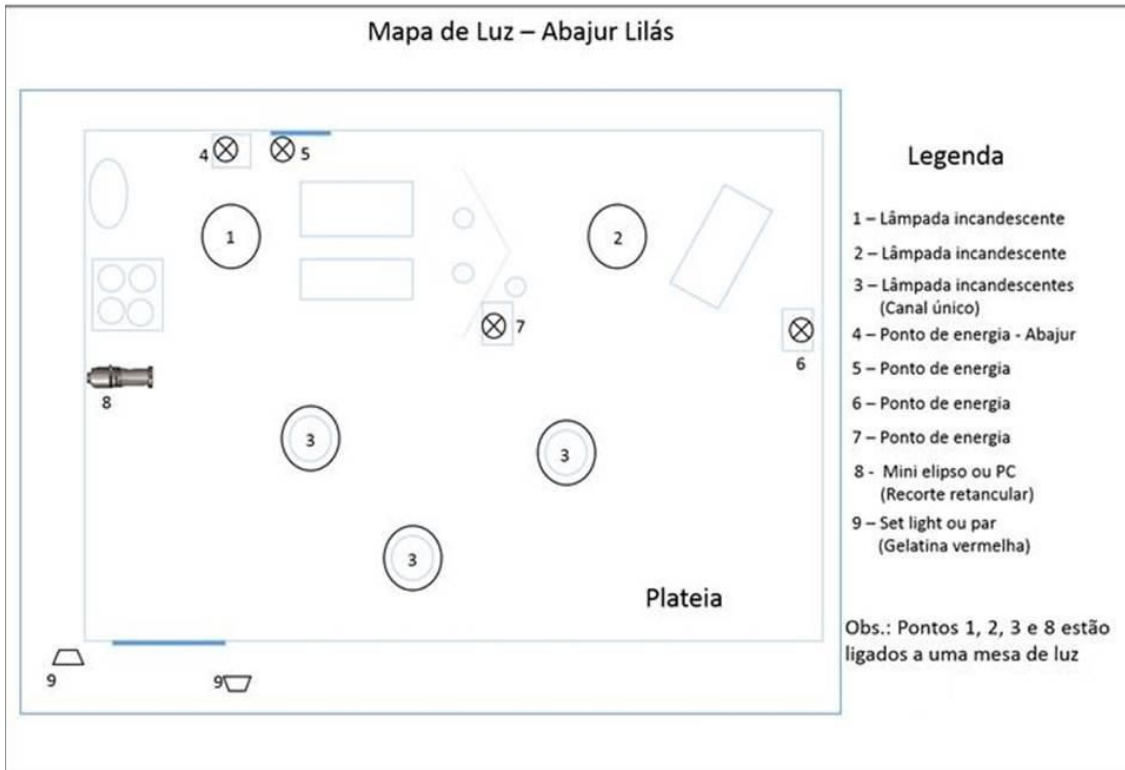 Mapa de Luz – Abajur Lilás
4
5
1
2
7
6
8
3
3
3
Plateia
9
9
Legenda
1 – Lâmpada incandescente
2 – Lâmpada incandescente
3 – Lâmpada incandescentes
(Canal único)
4 – Ponto de energia - Abajur
5 – Ponto de energia
6 – Ponto de energia
7 – Ponto de energia
8 - Mini elipso ou PC
(Recorte retancular)
9 – Set light ou par
(Gelatina vermelha)
Obs.: Pontos 1, 2, 3 e 8 estão
ligados a uma mesa de luz